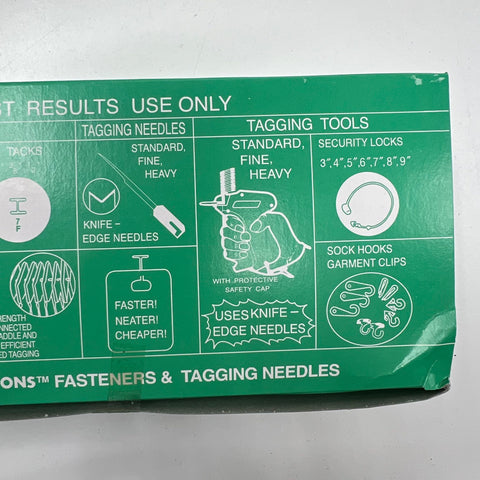 ST RESULTS USE ONLY
TACKS
7
F
TRENGTH
NNECTED
ADDLE AND
EFFICIENT
ED TAGGING
TAGGING NEEDLES
STANDARD,
FINE,
HEAVY
KNIFE –
EDGE NEEDLES
FASTER!
NEATER!
CHEAPER!
TAGGING TOOLS
STANDARD,
FINE,
HEAVY
WITH PROTECTIVE
SAFETY CAP
USES KNIFE –
EDGE NEEDLES
SECURITY LOCKS
3",4",5",6",7",8",9"
SOCK HOOKS
GARMENT CLIPS
ONS™ FASTENERS & TAGGING NEEDLES